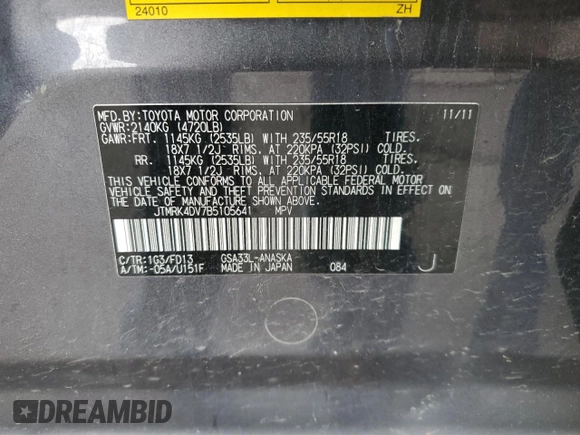 24010 ZH
MFD.BY:TOYOTA MOTOR CORPORATION 11/11
GVWR:2140KG (4720LB)
GAWR:FRT. 1145KG (2535LB) WITH 235/55R18 TIRES.
18X7 1/2J RIMS. AT 220KPA (32PSI) COLD.
RR. 1145KG (2535LB) WITH 235/55R18 TIRES.
18X7 1/2J RIMS. AT 220KPA (32PSI) COLD.
THIS VEHICLE CONFORMS TO ALL APPLICABLE FEDERAL MOTOR
VEHICLE SAFETY AND THEFT PREVENTION STANDARDS IN EFFECT ON
THE DATE OF MANUFACTURE SHOWN ABOVE.
JTMRK4DV7B5105641 MPV
C/TR:1G3/FD13 GSA33L-ANASKA
A/TM:-05A/U151F MADE IN JAPAN 084 J
DREAMBID